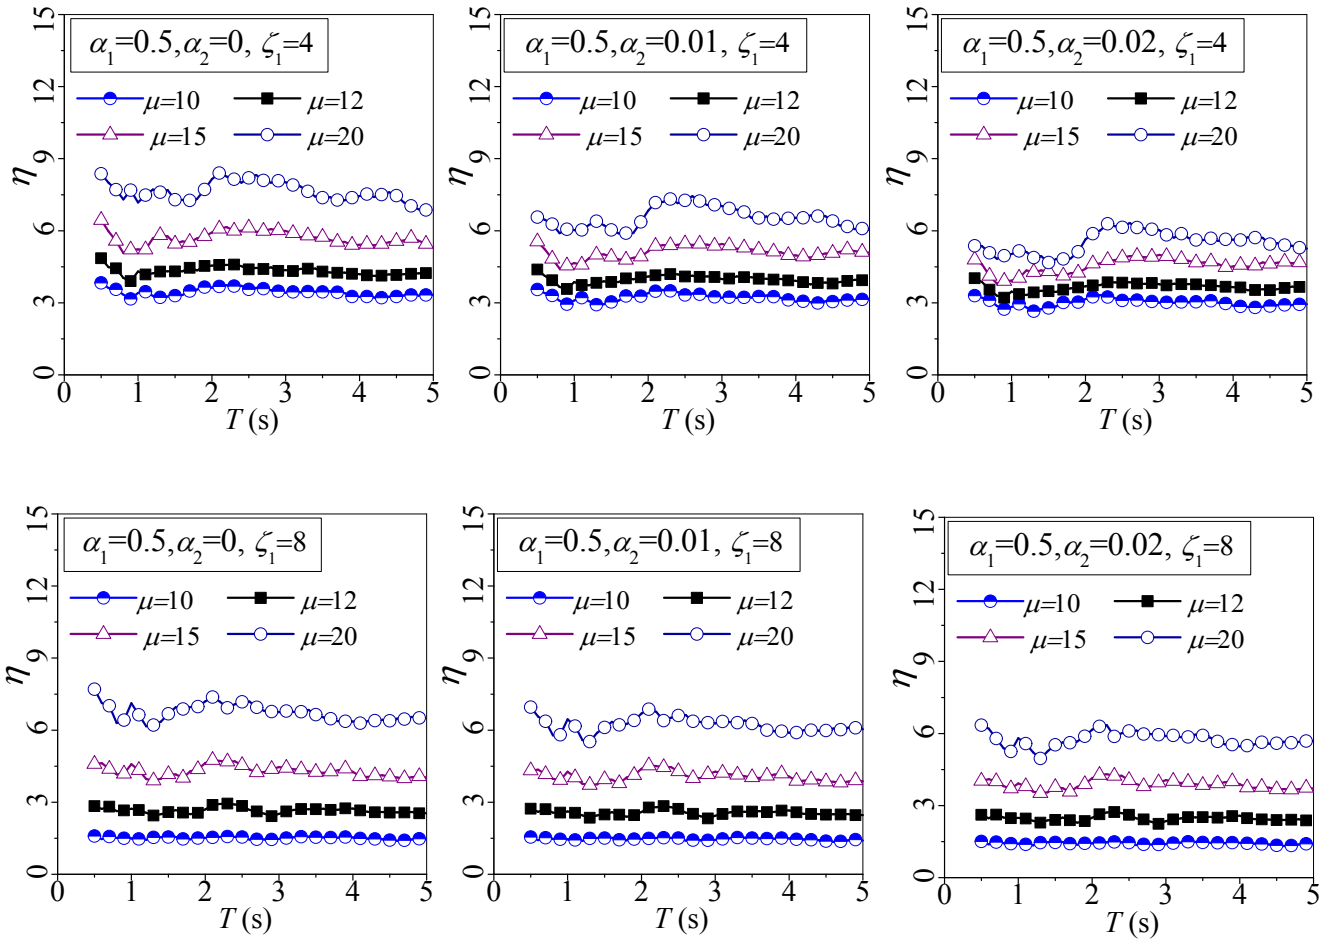 α₁=0.5,α₂=0, ζ₁=4
μ=10 μ=12
μ=15 μ=20
η
0 3 6 9 12 15
0 1 2 3 4 5
T (s)
α₁=0.5,α₂=0.01, ζ₁=4
μ=10 μ=12
μ=15 μ=20
η
0 3 6 9 12 15
0 1 2 3 4 5
T (s)
α₁=0.5,α₂=0.02, ζ₁=4
μ=10 μ=12
μ=15 μ=20
η
0 3 6 9 12 15
0 1 2 3 4 5
T (s)
α₁=0.5,α₂=0, ζ₁=8
μ=10 μ=12
μ=15 μ=20
η
0 3 6 9 12 15
0 1 2 3 4 5
T (s)
α₁=0.5,α₂=0.01, ζ₁=8
μ=10 μ=12
μ=15 μ=20
η
0 3 6 9 12 15
0 1 2 3 4 5
T (s)
α₁=0.5,α₂=0.02, ζ₁=8
μ=10 μ=12
μ=15 μ=20
η
0 3 6 9 12 15
0 1 2 3 4 5
T (s)